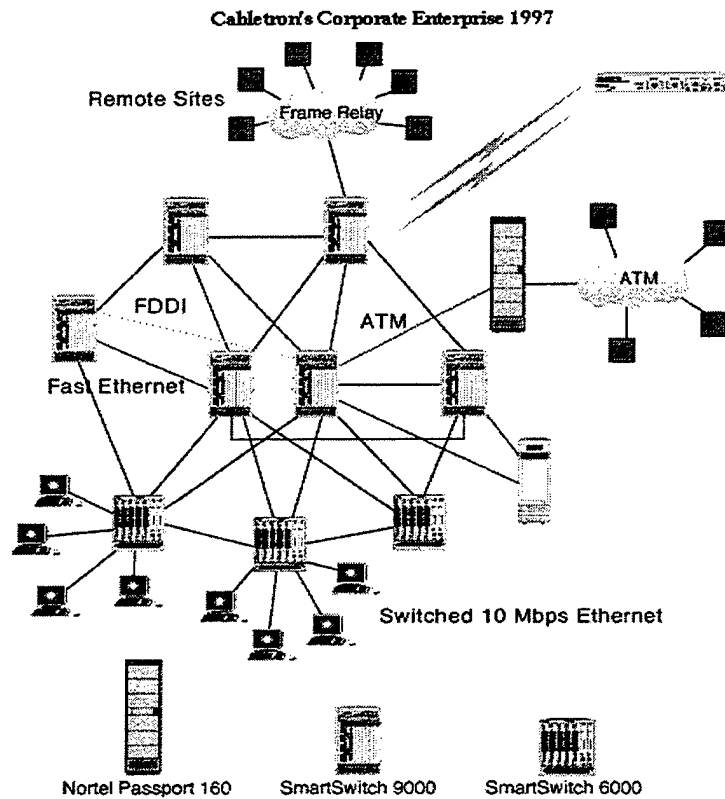 Cabletron's Corporate Enterprise 1997
Remote Sites
Frame Relay
FDDI
ATM
ATM
Fast Ethernet
Switched 10 Mbps Ethernet
Nortel Passport 160
SmartSwitch 9000
SmartSwitch 6000